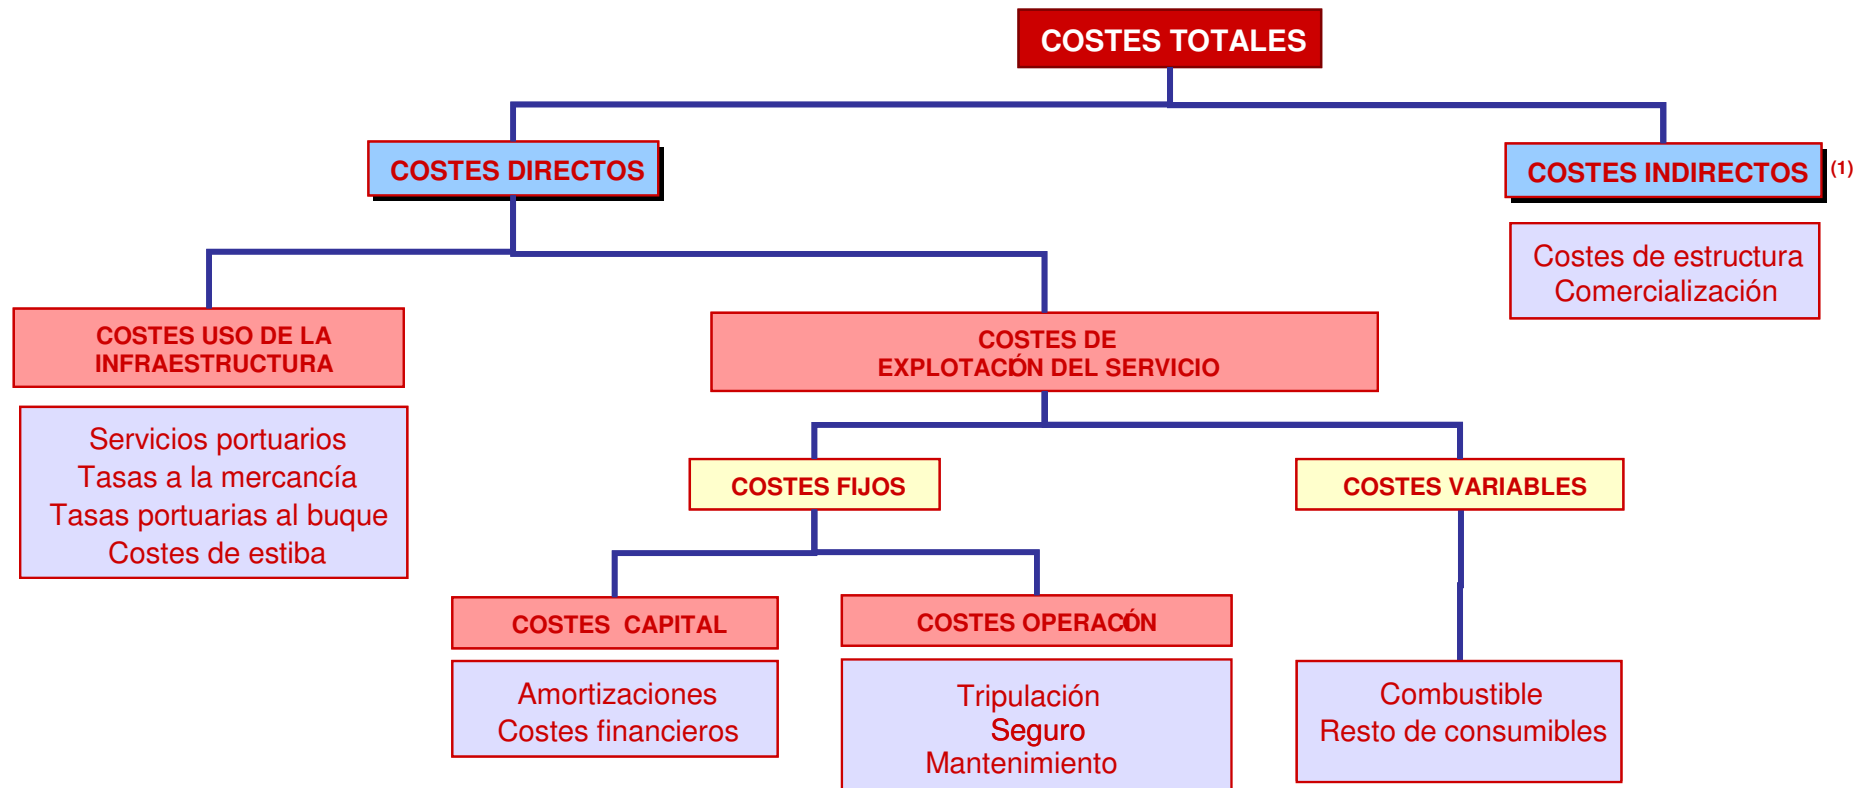 COSTES TOTALES
COSTES DIRECTOS
COSTES INDIRECTOS (1)
Costes de estructura
Comercialización
COSTES USO DE LA
INFRAESTRUCTURA
COSTES DE
EXPLOTACIÓN DEL SERVICIO
Servicios portuarios
Tasas a la mercancía
Tasas portuarias al buque
Costes de estiba
COSTES FIJOS
COSTES VARIABLES
COSTES CAPITAL
COSTES OPERACIÓN
Amortizaciones
Costes financieros
Tripulación
Seguro
Mantenimiento
Combustible
Resto de consumibles